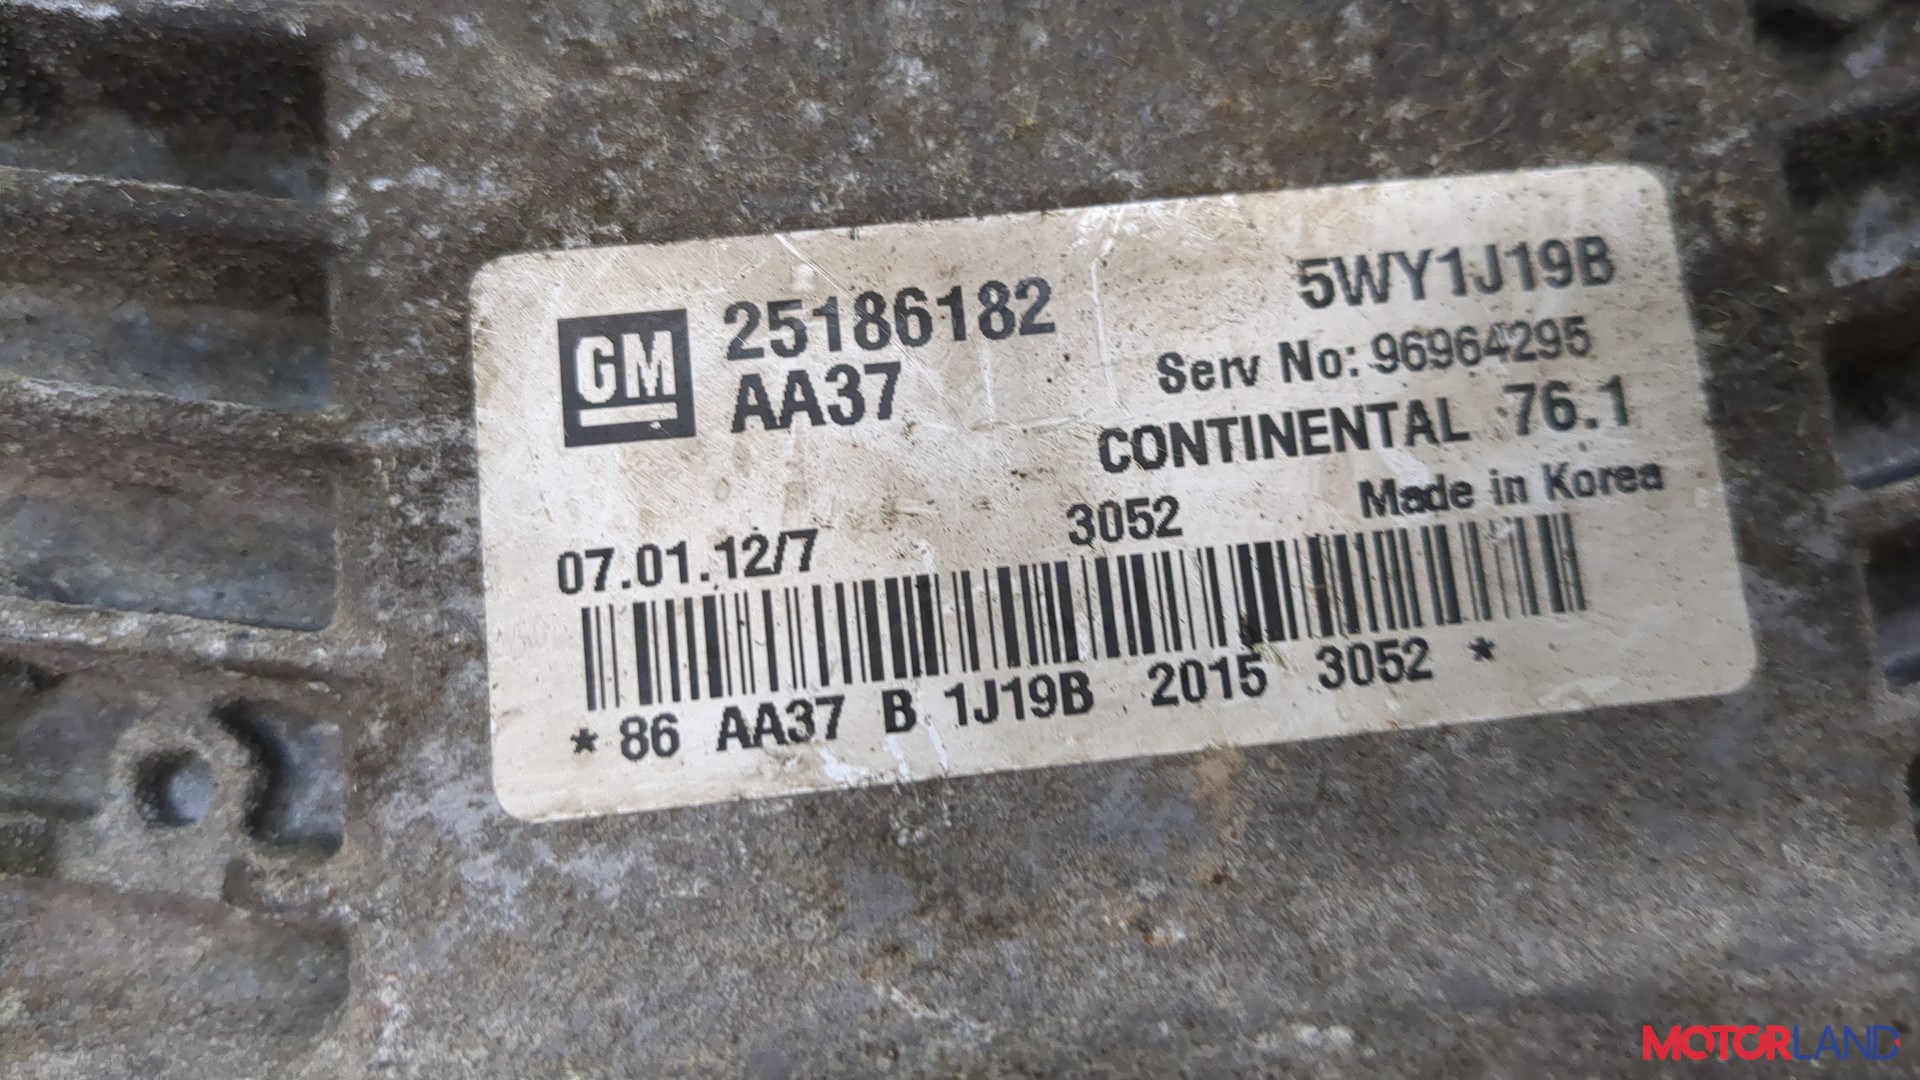 GM
25186182
AA37
5WY1J19B
Serv No: 96964295
CONTINENTAL 76.1
Made in Korea
07.01.12/7
3052
* 86 AA37 B 1J19B 2015 3052 *
MOTORLAND